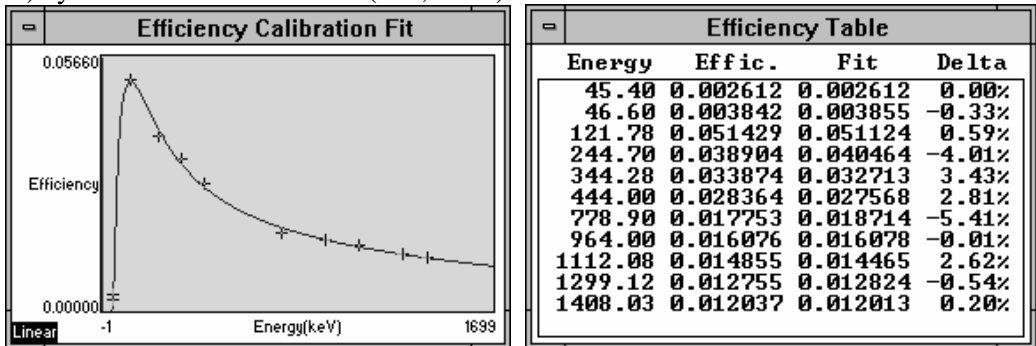 Efficiency Calibration Fit
0.05660
Efficiency
0.00000
Linear
-1
Energy(keV)
1699
Efficiency Table
Energy Effic. Fit Delta
45.40 0.002612 0.002612 0.00%
46.60 0.003842 0.003855 -0.33%
121.78 0.051429 0.051124 0.59%
244.70 0.038904 0.040464 -4.01%
344.28 0.033874 0.032713 3.43%
444.00 0.028364 0.027568 2.81%
778.90 0.017753 0.018714 -5.41%
964.00 0.016076 0.016078 -0.01%
1112.08 0.014855 0.014465 2.62%
1299.12 0.012755 0.012824 -0.54%
1408.03 0.012037 0.012013 0.20%